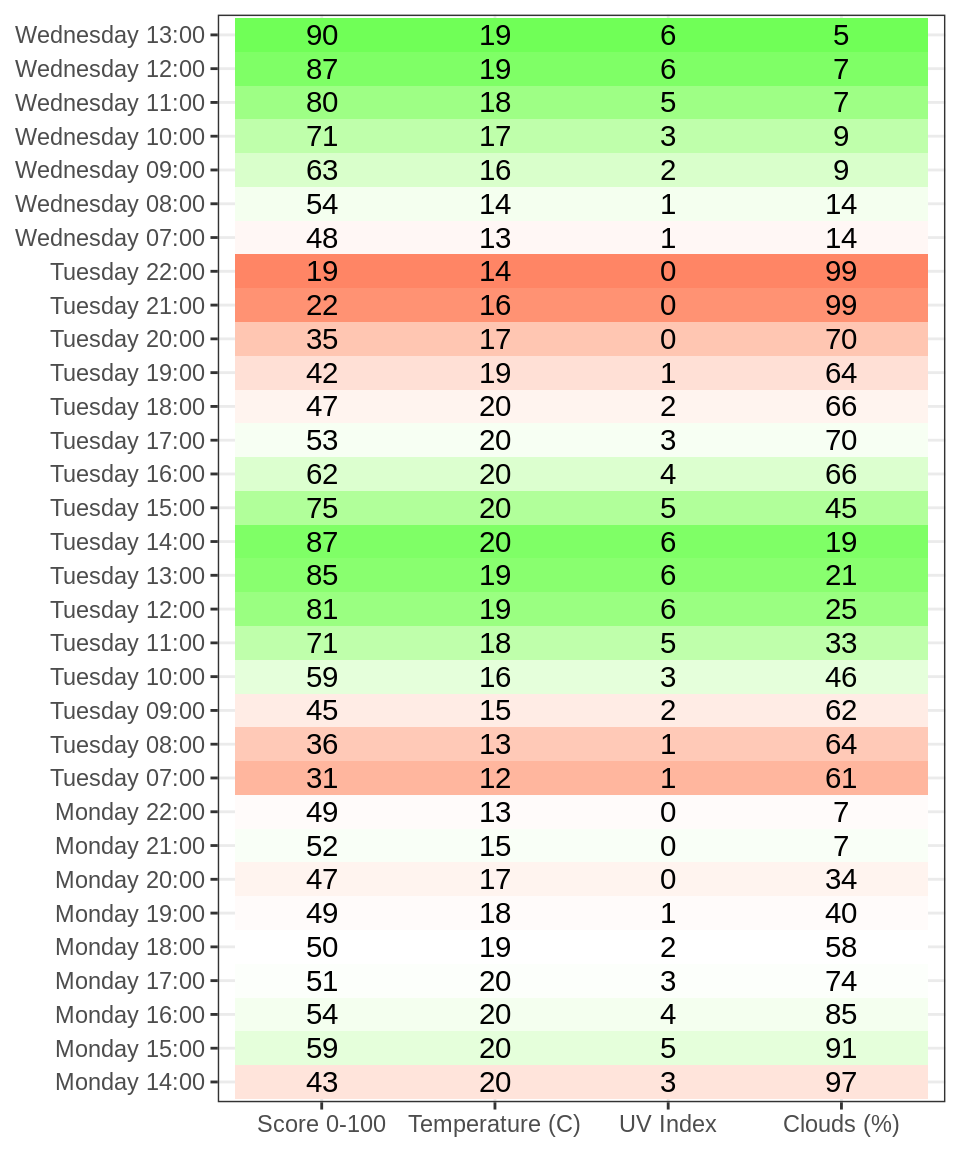 Wednesday 13:00 90 19 6 5
Wednesday 12:00 87 19 6 7
Wednesday 11:00 80 18 5 7
Wednesday 10:00 71 17 3 9
Wednesday 09:00 63 16 2 9
Wednesday 08:00 54 14 1 14
Wednesday 07:00 48 13 1 14
Tuesday 22:00 19 14 0 99
Tuesday 21:00 22 16 0 99
Tuesday 20:00 35 17 0 70
Tuesday 19:00 42 19 1 64
Tuesday 18:00 47 20 2 66
Tuesday 17:00 53 20 3 70
Tuesday 16:00 62 20 4 66
Tuesday 15:00 75 20 5 45
Tuesday 14:00 87 20 6 19
Tuesday 13:00 85 19 6 21
Tuesday 12:00 81 19 6 25
Tuesday 11:00 71 18 5 33
Tuesday 10:00 59 16 3 46
Tuesday 09:00 45 15 2 62
Tuesday 08:00 36 13 1 64
Tuesday 07:00 31 12 1 61
Monday 22:00 49 13 0 7
Monday 21:00 52 15 0 7
Monday 20:00 47 17 0 34
Monday 19:00 49 18 1 40
Monday 18:00 50 19 2 58
Monday 17:00 51 20 3 74
Monday 16:00 54 20 4 85
Monday 15:00 59 20 5 91
Monday 14:00 43 20 3 97
Score 0-100 Temperature (C) UV Index Clouds (%)